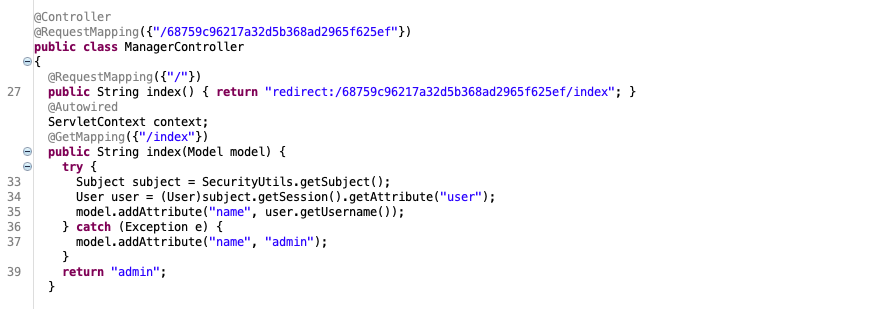 @Controller
@RequestMapping({"/68759c96217a32d5b368ad2965f625ef"})
public class ManagerController
{
@RequestMapping({"/"})
27 public String index() { return "redirect:/68759c96217a32d5b368ad2965f625ef/index"; }
@Autowired
ServletContext context;
@GetMapping({"/index"})
public String index(Model model) {
try {
33 Subject subject = SecurityUtils.getSubject();
34 User user = (User)subject.getSession().getAttribute("user");
35 model.addAttribute("name", user.getUsername());
36 } catch (Exception e) {
37 model.addAttribute("name", "admin");
}
39 return "admin";
}